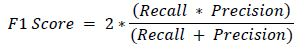 F1 Score = 2 * (Recall * Precision) / (Recall + Precision)